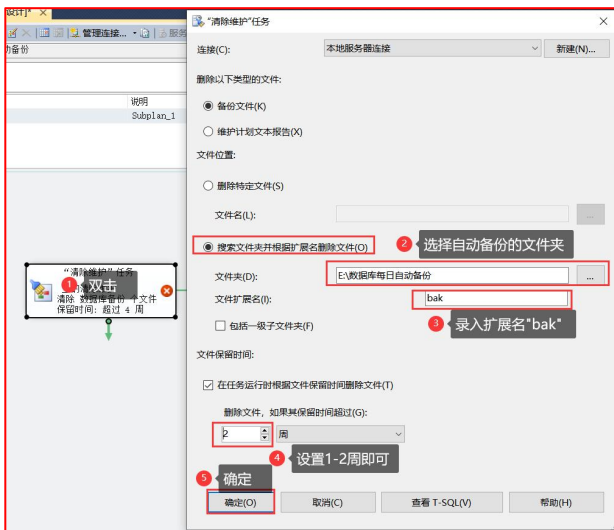 设计]* ×
管理连接...
服务
动备份
说明
Subplan_1
“清除维护”任务
1 双击
清除 数据库备份 个文件
保留时间: 超过 4 周
“清除维护”任务
连接(C):
本地服务器连接
新建(N)...
删除以下类型的文件:
备份文件(K)
维护计划文本报告(X)
文件位置:
删除特定文件(S)
文件名(L):
...
搜索文件夹并根据扩展名删除文件(O)
2 选择自动备份的文件夹
文件夹(D):
E:\数据库每日自动备份
...
文件扩展名(I):
bak
包括一级子文件夹(F)
3 录入扩展名"bak"
文件保留时间:
在任务运行时根据文件保留时间删除文件(T)
删除文件，如果其保留时间超过(G):
2
周
4 设置1-2周即可
5 确定
确定(O)
取消(C)
查看 T-SQL(V)
帮助(H)